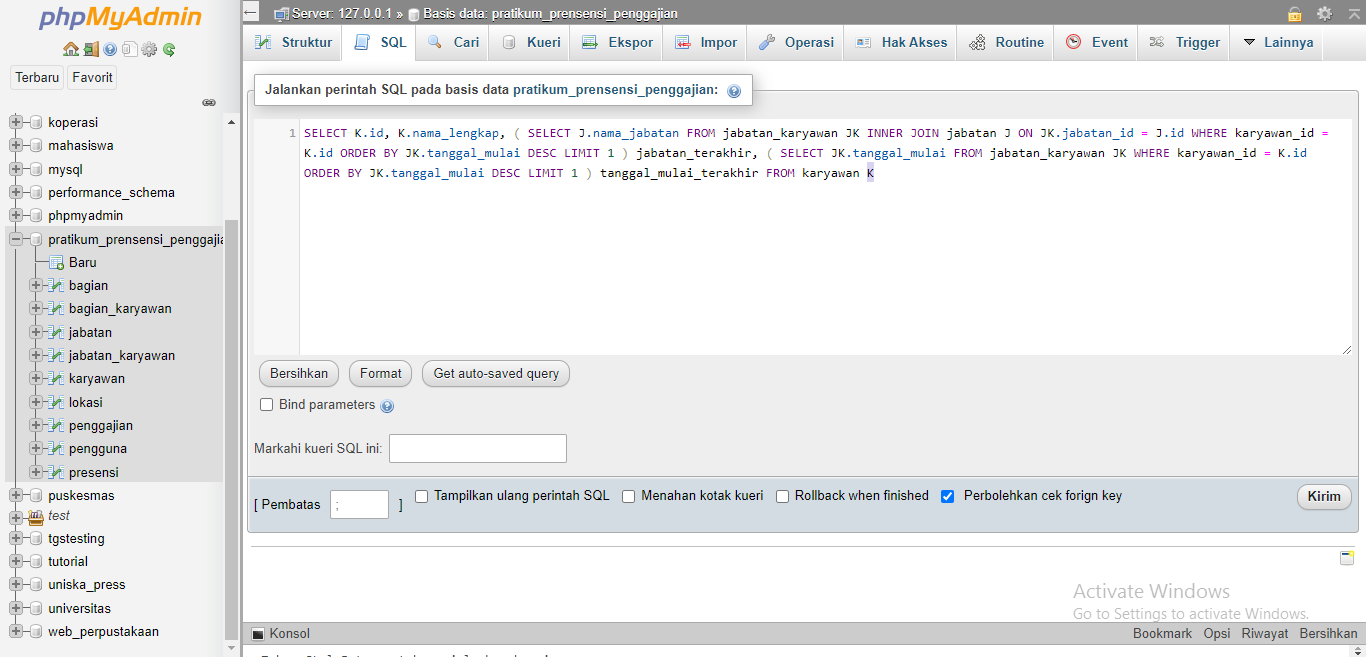 phpMyAdmin
Terbaru Favorit
koperasi
mahasiswa
mysql
performance_schema
phpmyadmin
pratikum_prensensi_penggajia
Baru
bagian
bagian_karyawan
jabatan
jabatan_karyawan
karyawan
lokasi
penggajian
pengguna
presensi
puskesmas
test
tgstesting
tutorial
uniska_press
universitas
web_perpustakaan
Server: 127.0.0.1 » Basis data: pratikum_prensensi_penggajian
Struktur SQL Cari Kueri Ekspor Impor Operasi Hak Akses Routine Event Trigger Lainnya
Jalankan perintah SQL pada basis data pratikum_prensensi_penggajian:
1 SELECT K.id, K.nama_lengkap, ( SELECT J.nama_jabatan FROM jabatan_karyawan JK INNER JOIN jabatan J ON JK.jabatan_id = J.id WHERE karyawan_id =
K.id ORDER BY JK.tanggal_mulai DESC LIMIT 1 ) jabatan_terakhir, ( SELECT JK.tanggal_mulai FROM jabatan_karyawan JK WHERE karyawan_id = K.id
ORDER BY JK.tanggal_mulai DESC LIMIT 1 ) tanggal_mulai_terakhir FROM karyawan K
Bersihkan Format Get auto-saved query
Bind parameters
Markahi kueri SQL ini:
[ Pembatas ; ] Tampilkan ulang perintah SQL Menahan kotak kueri Rollback when finished Perbolehkan cek forign key Kirim
Activate Windows
Go to Settings to activate Windows.
Konsol Bookmark Opsi Riwayat Bersihkan